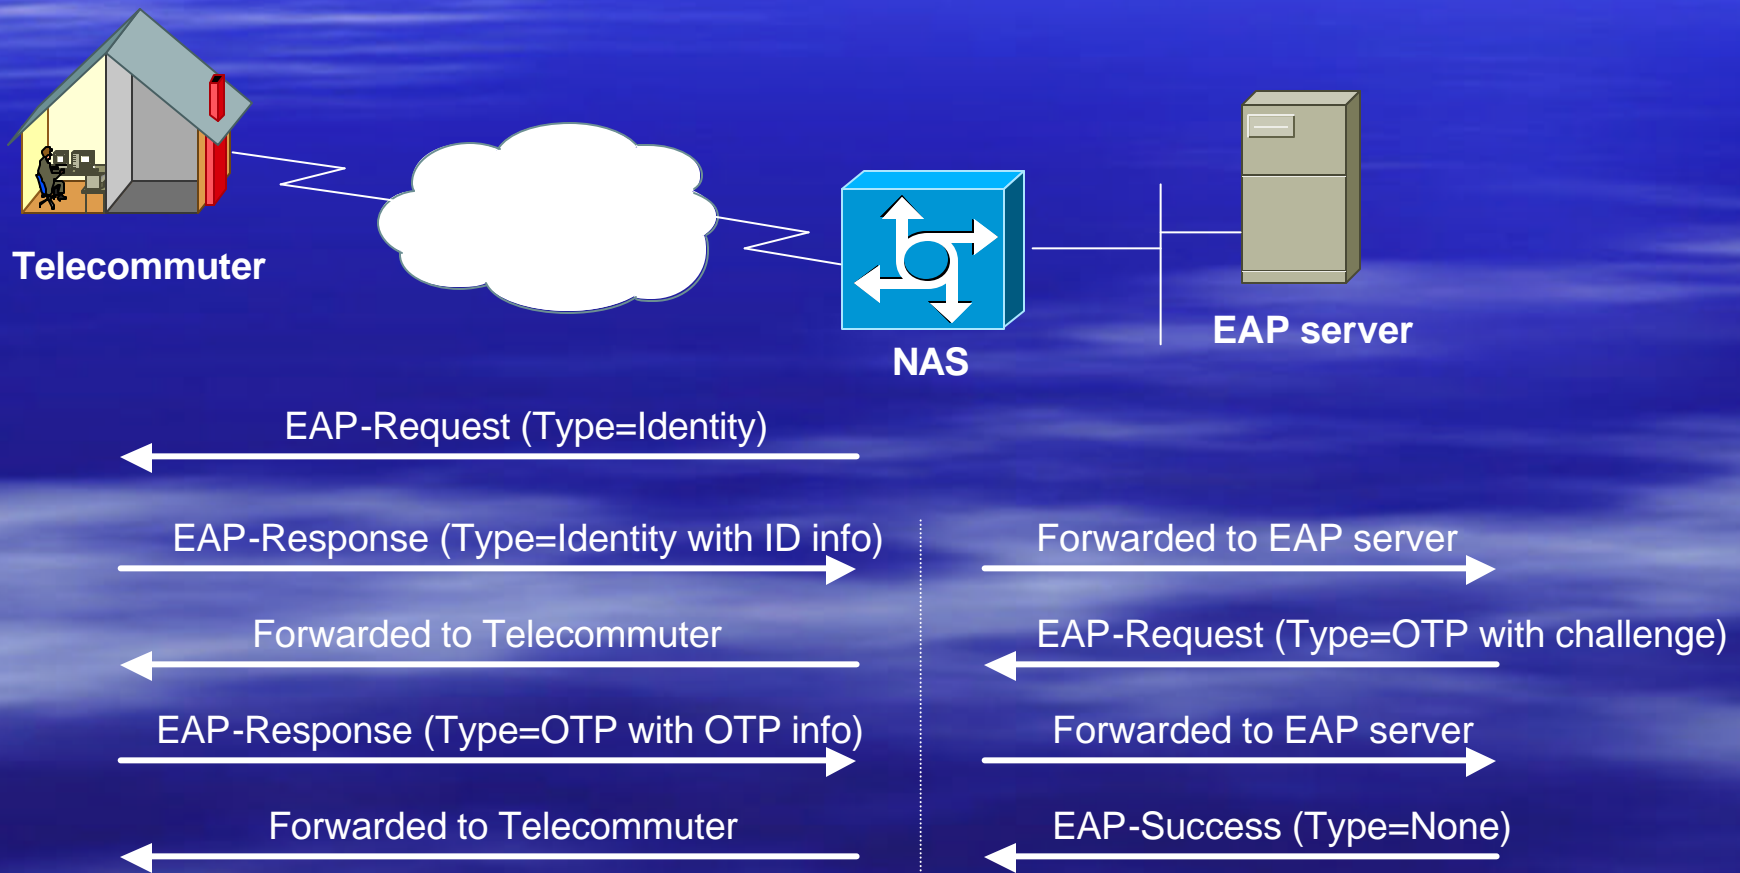 Telecommuter
NAS
EAP server
EAP-Request (Type=Identity)
EAP-Response (Type=Identity with ID info)
Forwarded to EAP server
Forwarded to Telecommuter
EAP-Request (Type=OTP with challenge)
EAP-Response (Type=OTP with OTP info)
Forwarded to EAP server
Forwarded to Telecommuter
EAP-Success (Type=None)